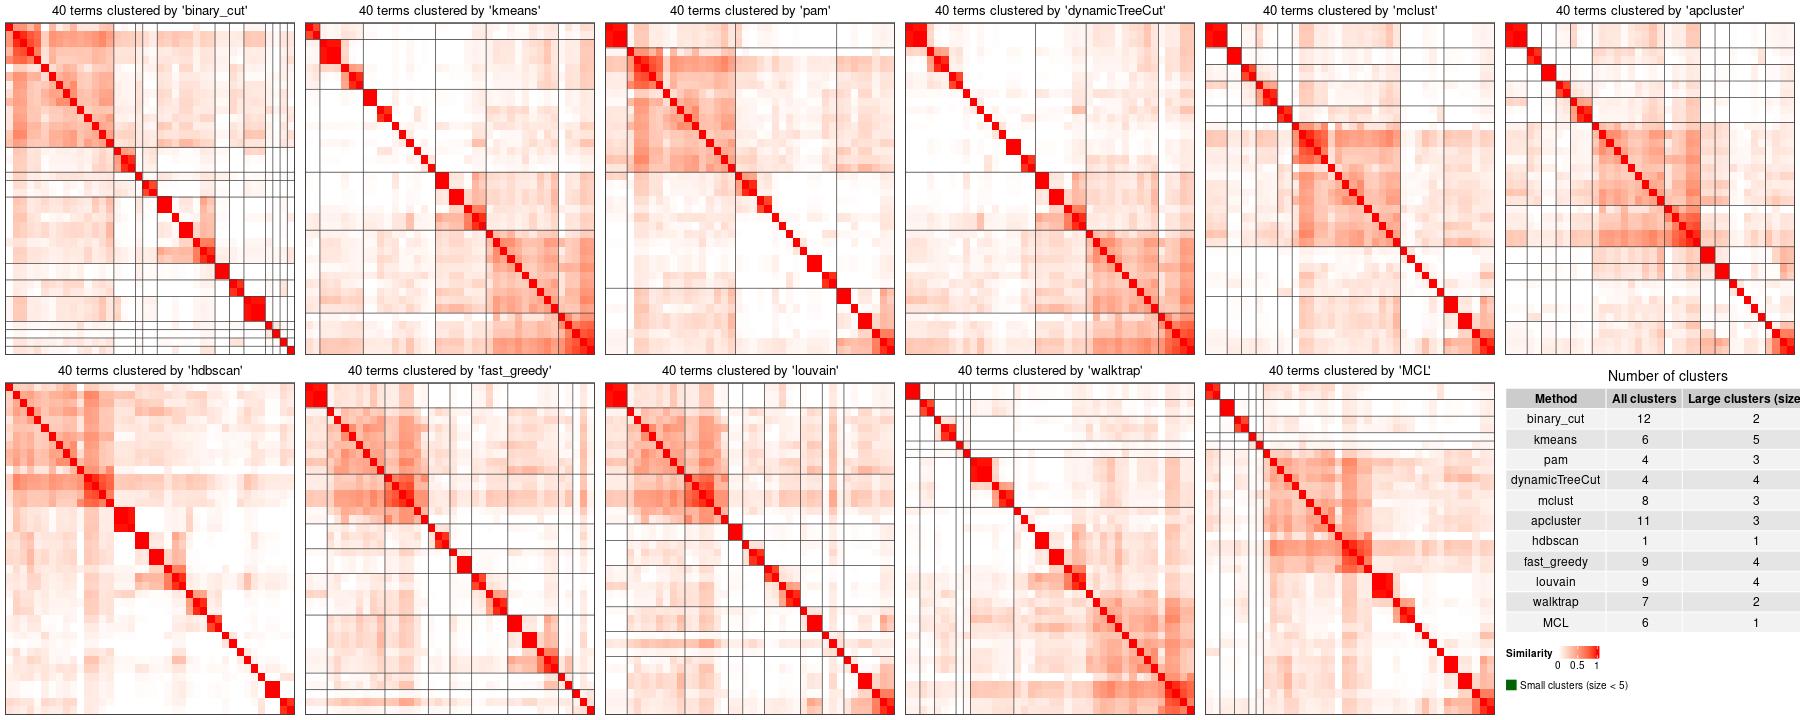 40 terms clustered by 'binary_cut'
40 terms clustered by 'kmeans'
40 terms clustered by 'pam'
40 terms clustered by 'dynamicTreeCut'
40 terms clustered by 'mclust'
40 terms clustered by 'apcluster'
40 terms clustered by 'hdbscan'
40 terms clustered by 'fast_greedy'
40 terms clustered by 'louvain'
40 terms clustered by 'walktrap'
40 terms clustered by 'MCL'
Number of clusters
Method All clusters Large clusters (size
binary_cut 12 2
kmeans 6 5
pam 4 3
dynamicTreeCut 4 4
mclust 8 3
apcluster 11 3
hdbscan 1 1
fast_greedy 9 4
louvain 9 4
walktrap 7 2
MCL 6 1
Similarity
0 0.5 1
Small clusters (size < 5)